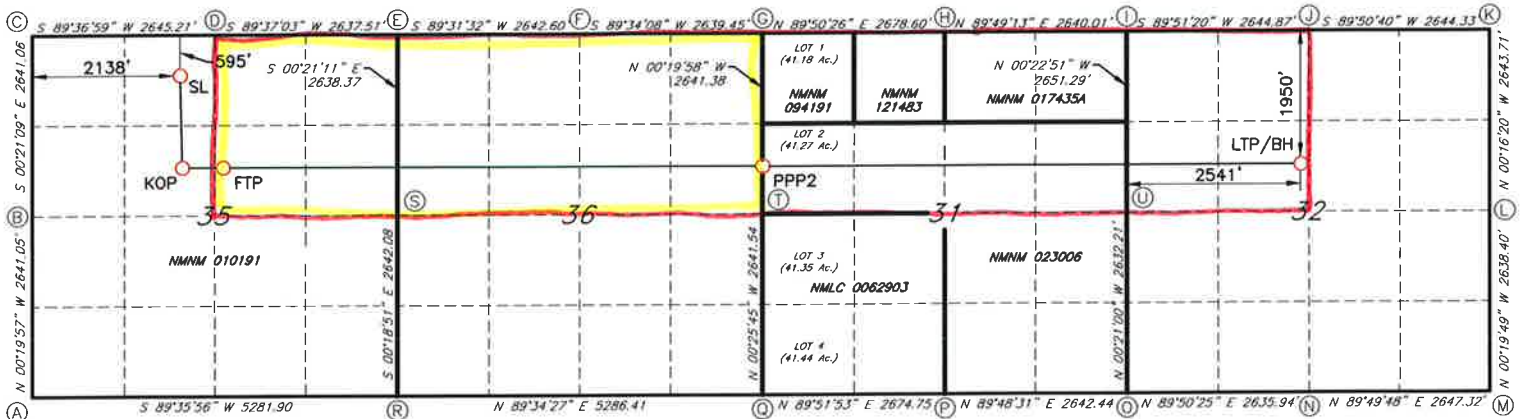 C S 89°36'59" W 2645.21' D S 89°37'03" W 2637.51' E S 89°31'32" W 2642.60' F S 89°34'08" W 2639.45' G N 89°50'26" E 2678.60' H N 89°49'13" E 2640.01' I S 89°51'20" W 2644.87' J S 89°50'40" W 2644.33' K
S 00°21'09" E 2641.06
2138'
595'
SL
S 00°21'11" E
2638.37
N 00°19'58" W
2641.38
LOT 1
(41.18 Ac.)
NMNM
094191
NMNM
121483
N 00°22'51" W
2651.29'
NMNM 017435A
1950'
N 00°16'20" W 2643.71'
LOT 2
(41.27 Ac.)
LTP/BH
KOP
FTP
PPP2
2541'
B
35
S
36
T
31
U
32
L
N 00°19'57" W 2641.05'
NMNM 010191
S 00°18'51" E 2642.08
N 00°25'45" W 2641.54
LOT 3
(41.35 Ac.)
NMLC 0062903
NMNM 023006
N 00°21'00" W 2632.21'
N 00°19'49" W 2638.40'
LOT 4
(41.44 Ac.)
A S 89°35'56" W 5281.90 R N 89°34'27" E 5286.41 Q N 89°51'53" E 2674.75 P N 89°48'31" E 2642.44 O N 89°50'25" E 2635.94 N N 89°49'48" E 2647.32' M